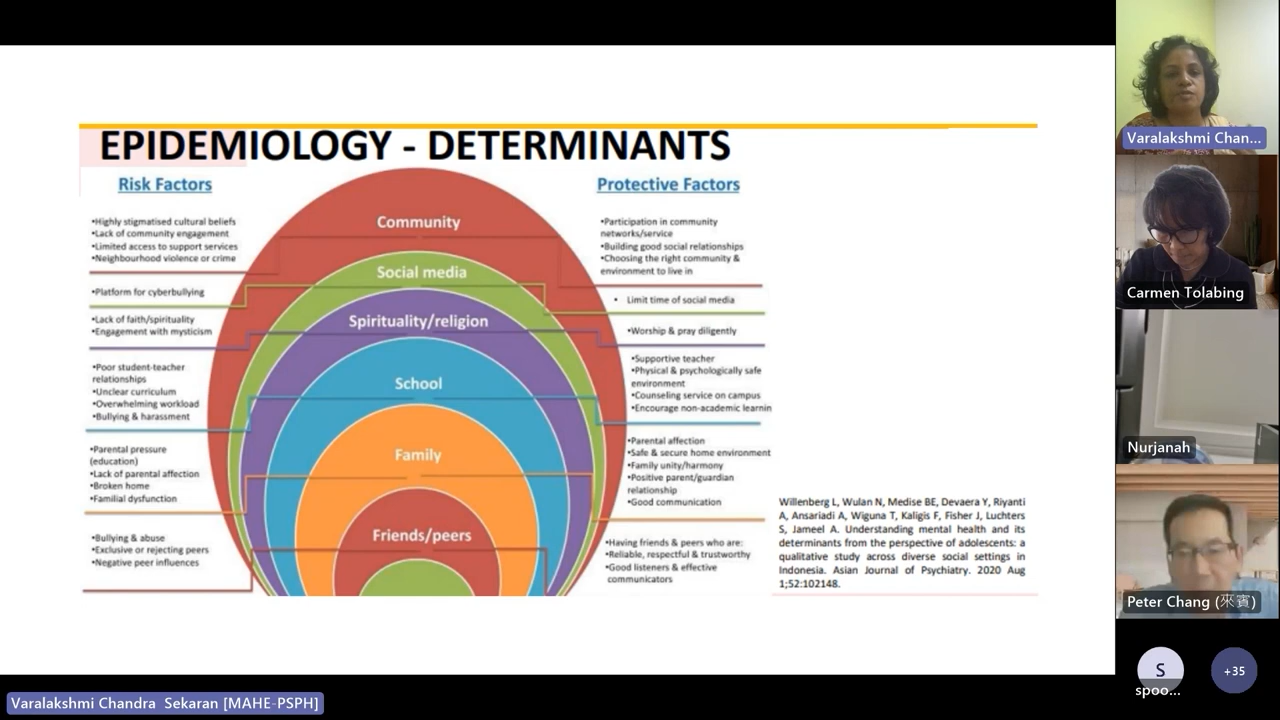 EPIDEMIOLOGY - DETERMINANTS
Risk Factors
•Highly stigmatised cultural beliefs
•Lack of community engagement
•Limited access to support services
•Neighbourhood violence or crime
•Platform for cyberbullying
•Lack of faith/spirituality
•Engagement with mysticism
•Poor student-teacher
relationships
•Unclear curriculum
•Overwhelming workload
•Bullying & harassment
•Parental pressure
(education)
•Lack of parental affection
•Broken home
•Familial dysfunction
•Bullying & abuse
•Exclusive or rejecting peers
•Negative peer influences
Community
Social media
Spirituality/religion
School
Family
Friends/peers
Protective Factors
•Participation in community
networks/service
•Building good social relationships
•Choosing the right community &
environment to live in
• Limit time of social media
•Worship & pray diligently
•Supportive teacher
•Physical & psychologically safe
environment
•Counseling service on campus
•Encourage non-academic learnin
•Parental affection
•Safe & secure home environment
•Family unity/harmony
•Positive parent/guardian
relationship
•Good communication
•Having friends & peers who are:
•Reliable, respectful & trustworthy
•Good listeners & effective
communicators
Willenberg L, Wulan N, Medise BE, Devaera Y, Riyanti
A, Ansariadi A, Wiguna T, Kaligis F, Fisher J, Luchters
S, Jameel A. Understanding mental health and its
determinants from the perspective of adolescents: a
qualitative study across diverse social settings in
Indonesia. Asian Journal of Psychiatry. 2020 Aug
1;52:102148.
Varalakshmi Chan...
Carmen Tolabing
Nurjanah
Peter Chang (來賓)
S
spoo...
+35
Varalakshmi Chandra Sekaran [MAHE-PSPH]